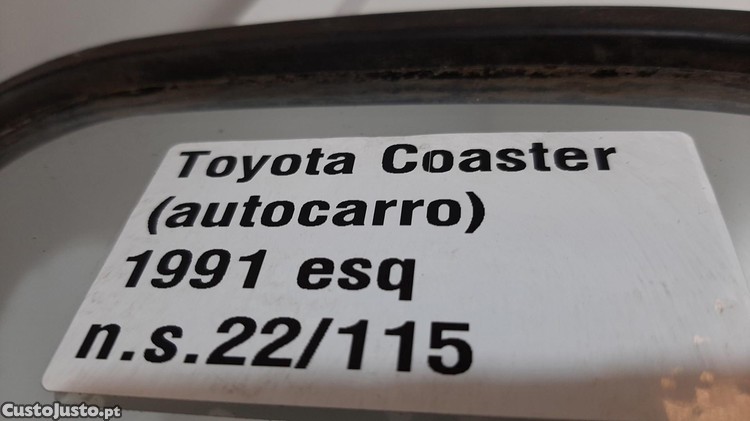 Toyota Coaster
(autocarro)
1991 esq
n.s.22/115
CustoJusto.pt